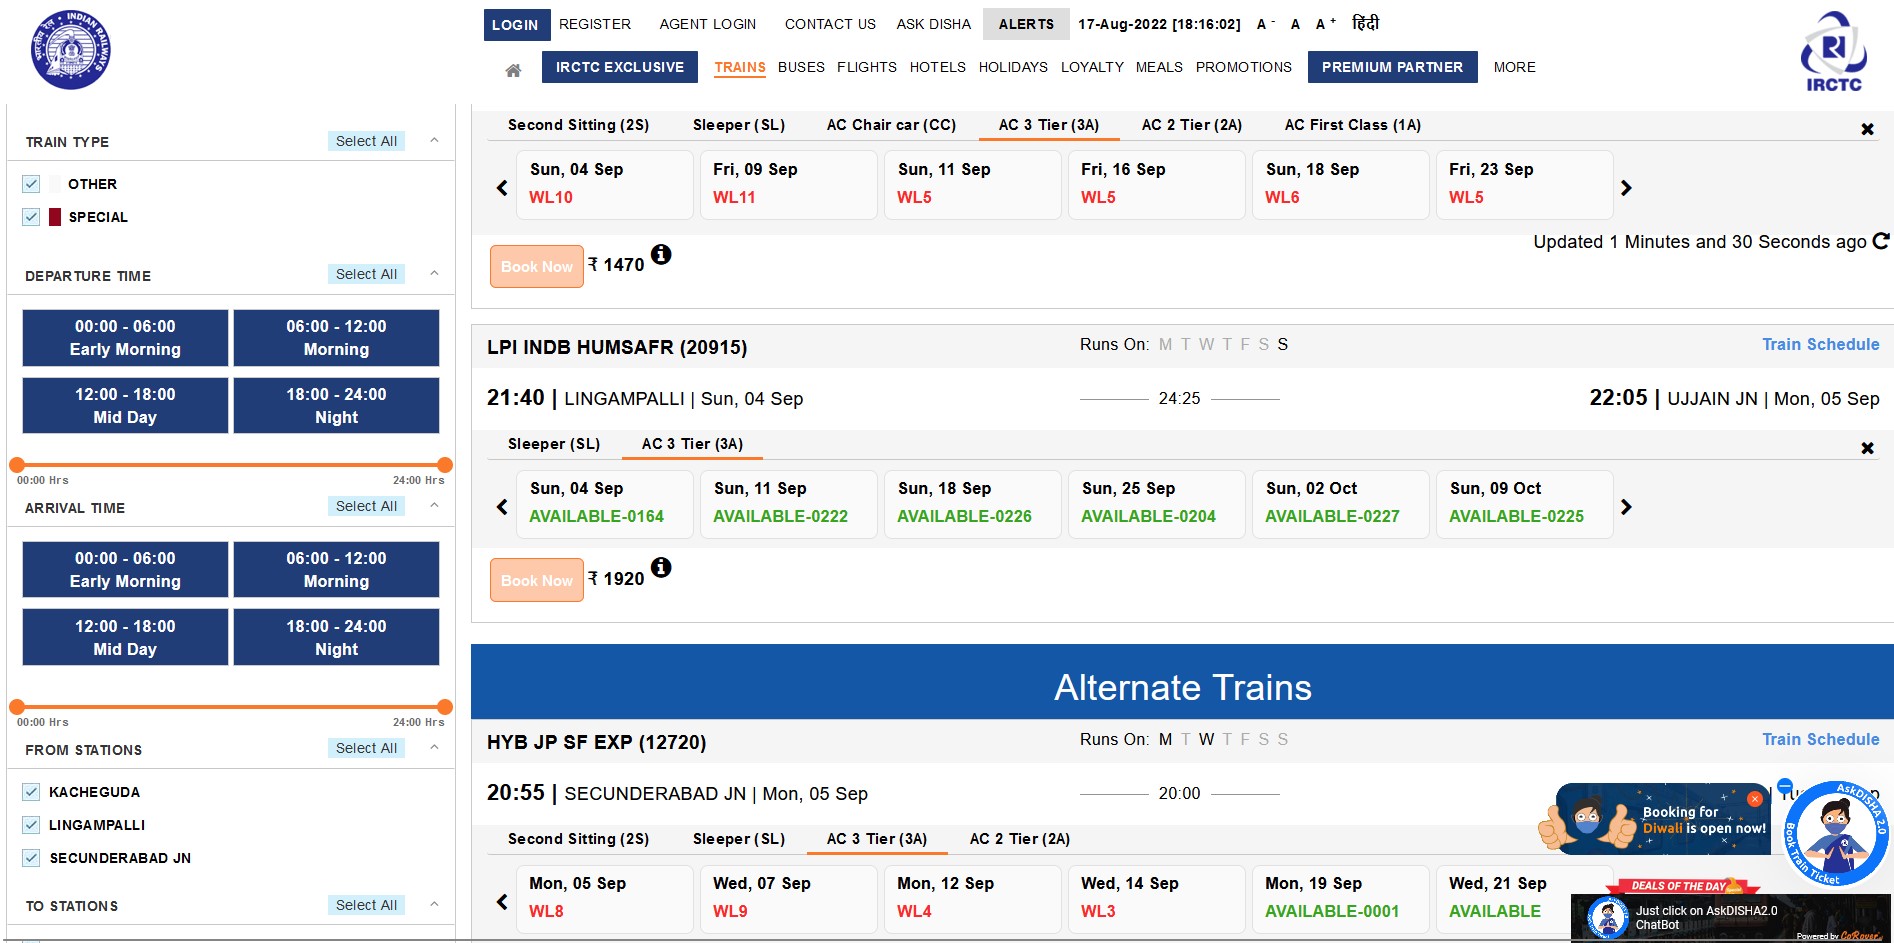 LOGIN REGISTER AGENT LOGIN CONTACT US ASK DISHA ALERTS 17-Aug-2022 [18:16:02] A - A A + हिंदी
IRCTC EXCLUSIVE TRAINS BUSES FLIGHTS HOTELS HOLIDAYS LOYALTY MEALS PROMOTIONS PREMIUM PARTNER MORE
INDIAN RAILWAYS
भारतीय रेल
IRCTC
TRAIN TYPE Select All
OTHER
SPECIAL
DEPARTURE TIME Select All
00:00 - 06:00
Early Morning
06:00 - 12:00
Morning
12:00 - 18:00
Mid Day
18:00 - 24:00
Night
00:00 Hrs 24:00 Hrs
ARRIVAL TIME Select All
00:00 - 06:00
Early Morning
06:00 - 12:00
Morning
12:00 - 18:00
Mid Day
18:00 - 24:00
Night
00:00 Hrs 24:00 Hrs
FROM STATIONS Select All
KACHEGUDA
LINGAMPALLI
SECUNDERABAD JN
TO STATIONS Select All
Second Sitting (2S) Sleeper (SL) AC Chair car (CC) AC 3 Tier (3A) AC 2 Tier (2A) AC First Class (1A)
Sun, 04 Sep Fri, 09 Sep Sun, 11 Sep Fri, 16 Sep Sun, 18 Sep Fri, 23 Sep
WL10 WL11 WL5 WL5 WL6 WL5
Updated 1 Minutes and 30 Seconds ago
Book Now ₹ 1470
LPI INDB HUMSAFR (20915) Runs On: M T W T F S S Train Schedule
21:40 | LINGAMPALLI | Sun, 04 Sep 24:25 22:05 | UJJAIN JN | Mon, 05 Sep
Sleeper (SL) AC 3 Tier (3A)
Sun, 04 Sep Sun, 11 Sep Sun, 18 Sep Sun, 25 Sep Sun, 02 Oct Sun, 09 Oct
AVAILABLE-0164 AVAILABLE-0222 AVAILABLE-0226 AVAILABLE-0204 AVAILABLE-0227 AVAILABLE-0225
Book Now ₹ 1920
Alternate Trains
HYB JP SF EXP (12720) Runs On: M T W T F S S Train Schedule
20:55 | SECUNDERABAD JN | Mon, 05 Sep 20:00
Second Sitting (2S) Sleeper (SL) AC 3 Tier (3A) AC 2 Tier (2A)
Mon, 05 Sep Wed, 07 Sep Mon, 12 Sep Wed, 14 Sep Mon, 19 Sep Wed, 21 Sep
WL8 WL9 WL4 WL3 AVAILABLE-0001 AVAILABLE
Booking for
Diwali is open now!
AskDISHA 2.0
Book Train Ticket
DEALS OF THE DAY
Just click on AskDISHA2.0
ChatBot
Powered by CoRover